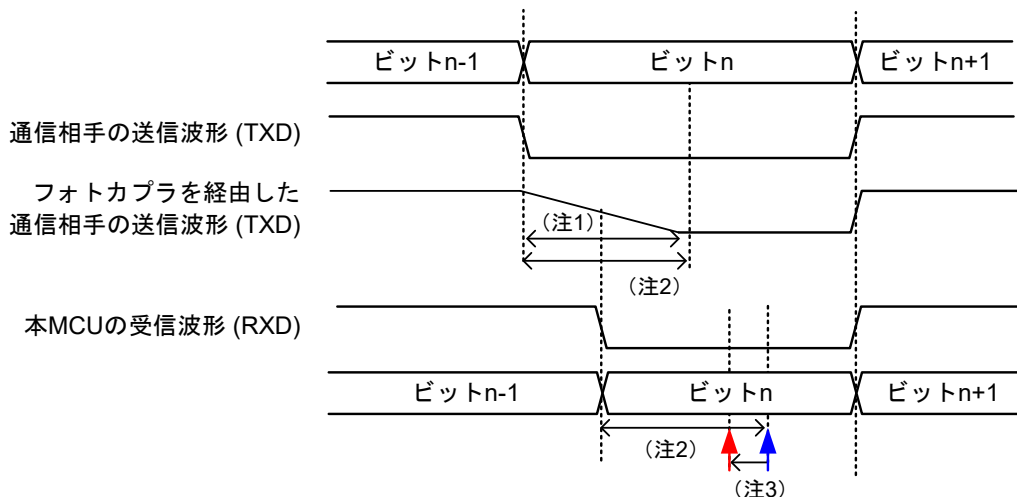 ビットn-1
ビットn
ビットn+1
通信相手の送信波形 (TXD)
フォトカプラを経由した
通信相手の送信波形 (TXD)
（注1）
（注2）
本MCUの受信波形 (RXD)
ビットn-1
ビットn
ビットn+1
（注2）
（注3）